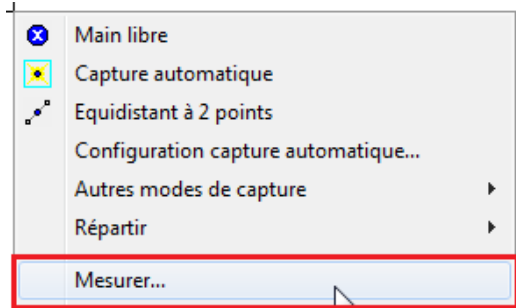 Main libre
Capture automatique
Equidistant à 2 points
Configuration capture automatique...
Autres modes de capture
Répartir
Mesurer...